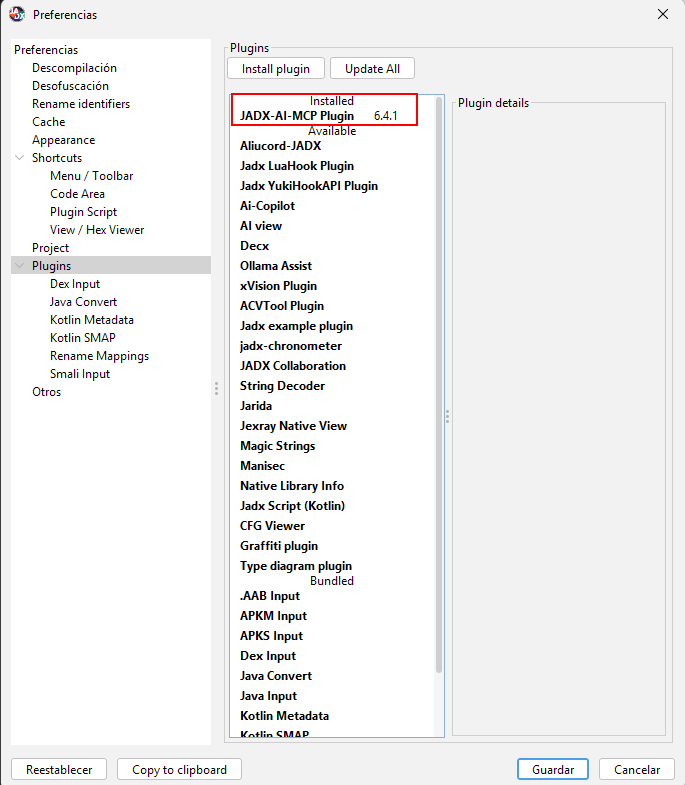 Preferencias
Preferencias
Descompilación
Desofuscación
Rename identifiers
Cache
Appearance
Shortcuts
Menu / Toolbar
Code Area
Plugin Script
View / Hex Viewer
Project
Plugins
Dex Input
Java Convert
Kotlin Metadata
Kotlin SMAP
Rename Mappings
Smali Input
Otros
Plugins
Install plugin
Update All
Installed
JADX-AI-MCP Plugin 6.4.1
Available
Aliucord-JADX
Jadx LuaHook Plugin
Jadx YukiHookAPI Plugin
Ai-Copilot
AI view
Decx
Ollama Assist
xVision Plugin
ACVTool Plugin
Jadx example plugin
jadx-chronometer
JADX Collaboration
String Decoder
Jarida
Jexray Native View
Magic Strings
Manisec
Native Library Info
Jadx Script (Kotlin)
CFG Viewer
Graffiti plugin
Type diagram plugin
Bundled
.AAB Input
APKM Input
APKS Input
Dex Input
Java Convert
Java Input
Kotlin Metadata
Kotlin SMAP
Plugin details
Reestablecer
Copy to clipboard
Guardar
Cancelar